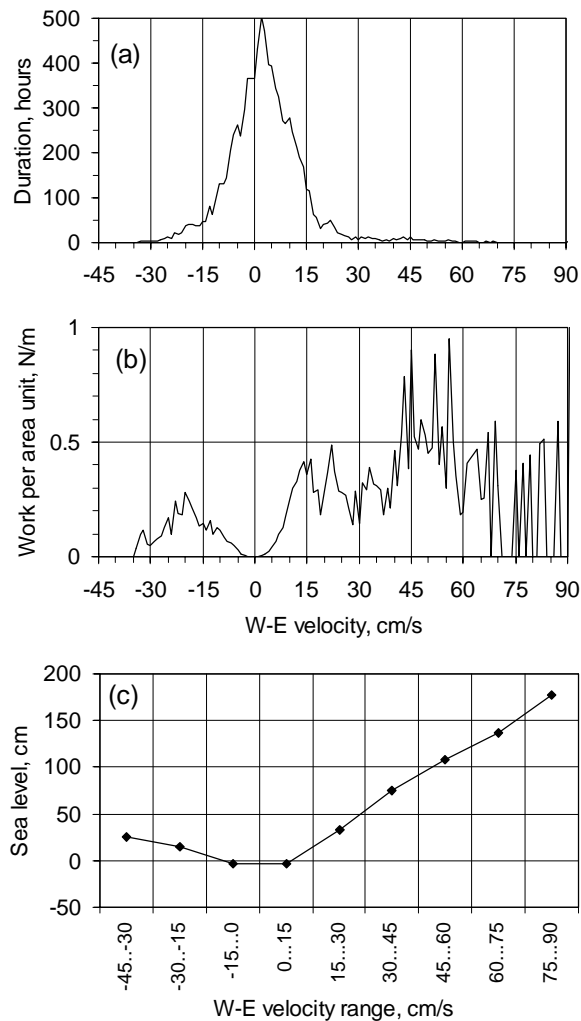 500
(a)
400
300
200
100
0
Duration, hours
-45 -30 -15 0 15 30 45 60 75 90
1
(b)
0.5
0
Work per area unit, N/m
-45 -30 -15 0 15 30 45 60 75 90
W-E velocity, cm/s
200
(c)
150
100
50
0
-50
Sea level, cm
-45..-30 -30..-15 -15...0 0...15 15...30 30...45 45...60 60...75 75...90
W-E velocity range, cm/s